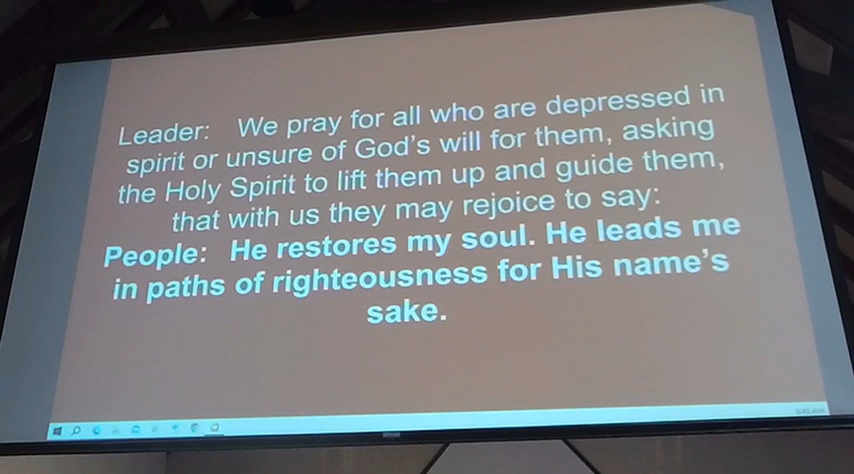 Leader: We pray for all who are depressed in
spirit or unsure of God's will for them, asking
the Holy Spirit to lift them up and guide them,
that with us they may rejoice to say:
People: He restores my soul. He leads me
in paths of righteousness for His name's
sake.